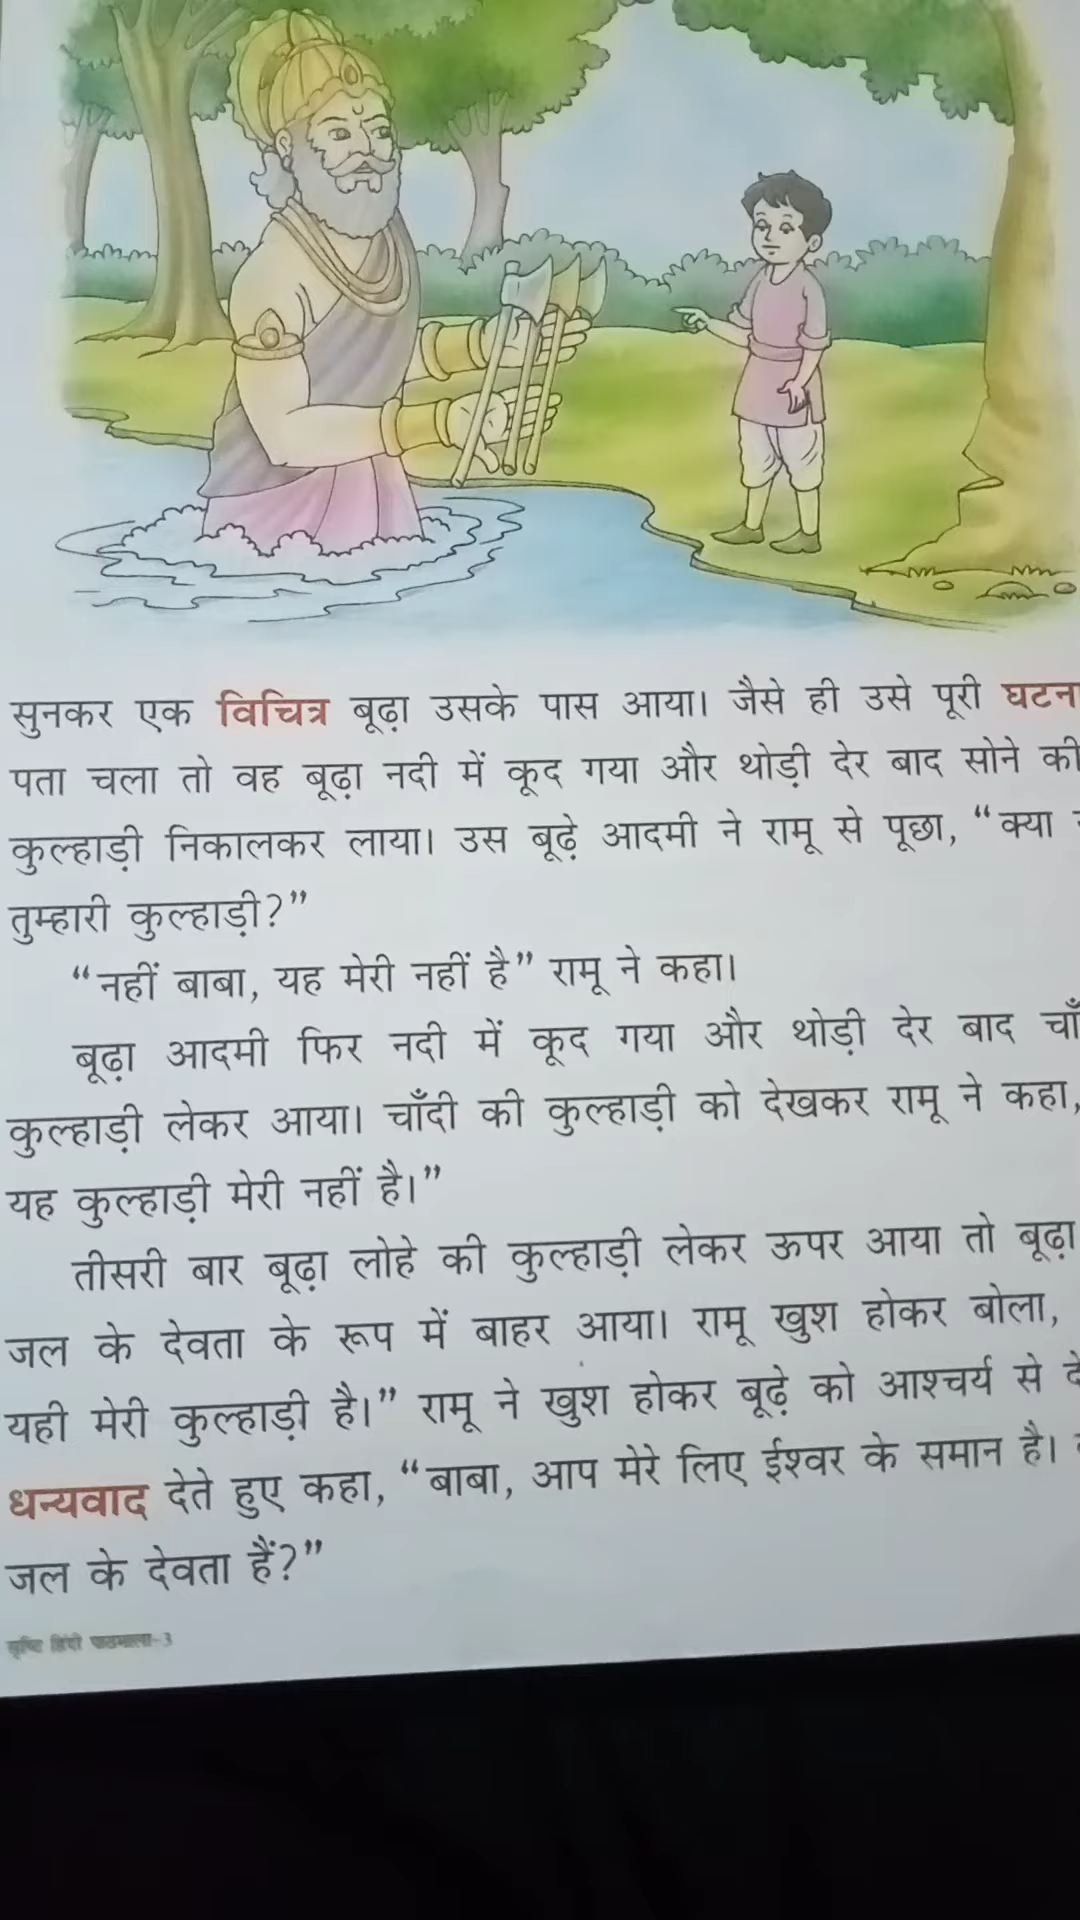 सुनकर एक विचित्र बूढ़ा उसके पास आया। जैसे ही उसे पूरी घटना
पता चला तो वह बूढ़ा नदी में कूद गया और थोड़ी देर बाद सोने की
कुल्हाड़ी निकालकर लाया। उस बूढ़े आदमी ने रामू से पूछा, “क्या
तुम्हारी कुल्हाड़ी?”
“नहीं बाबा, यह मेरी नहीं है” रामू ने कहा।
बूढ़ा आदमी फिर नदी में कूद गया और थोड़ी देर बाद
कुल्हाड़ी लेकर आया। चाँदी की कुल्हाड़ी को देखकर रामू ने कहा,
यह कुल्हाड़ी मेरी नहीं है।”
तीसरी बार बूढ़ा लोहे की कुल्हाड़ी लेकर ऊपर आया तो बूढ़ा
जल के देवता के रूप में बाहर आया। रामू खुश होकर बोला,
यही मेरी कुल्हाड़ी है।” रामू ने खुश होकर बूढ़े को आश्चर्य से
धन्यवाद देते हुए कहा, “बाबा, आप मेरे लिए ईश्वर के समान है।
जल के देवता हैं?”
हिंदी पाठमाला-3